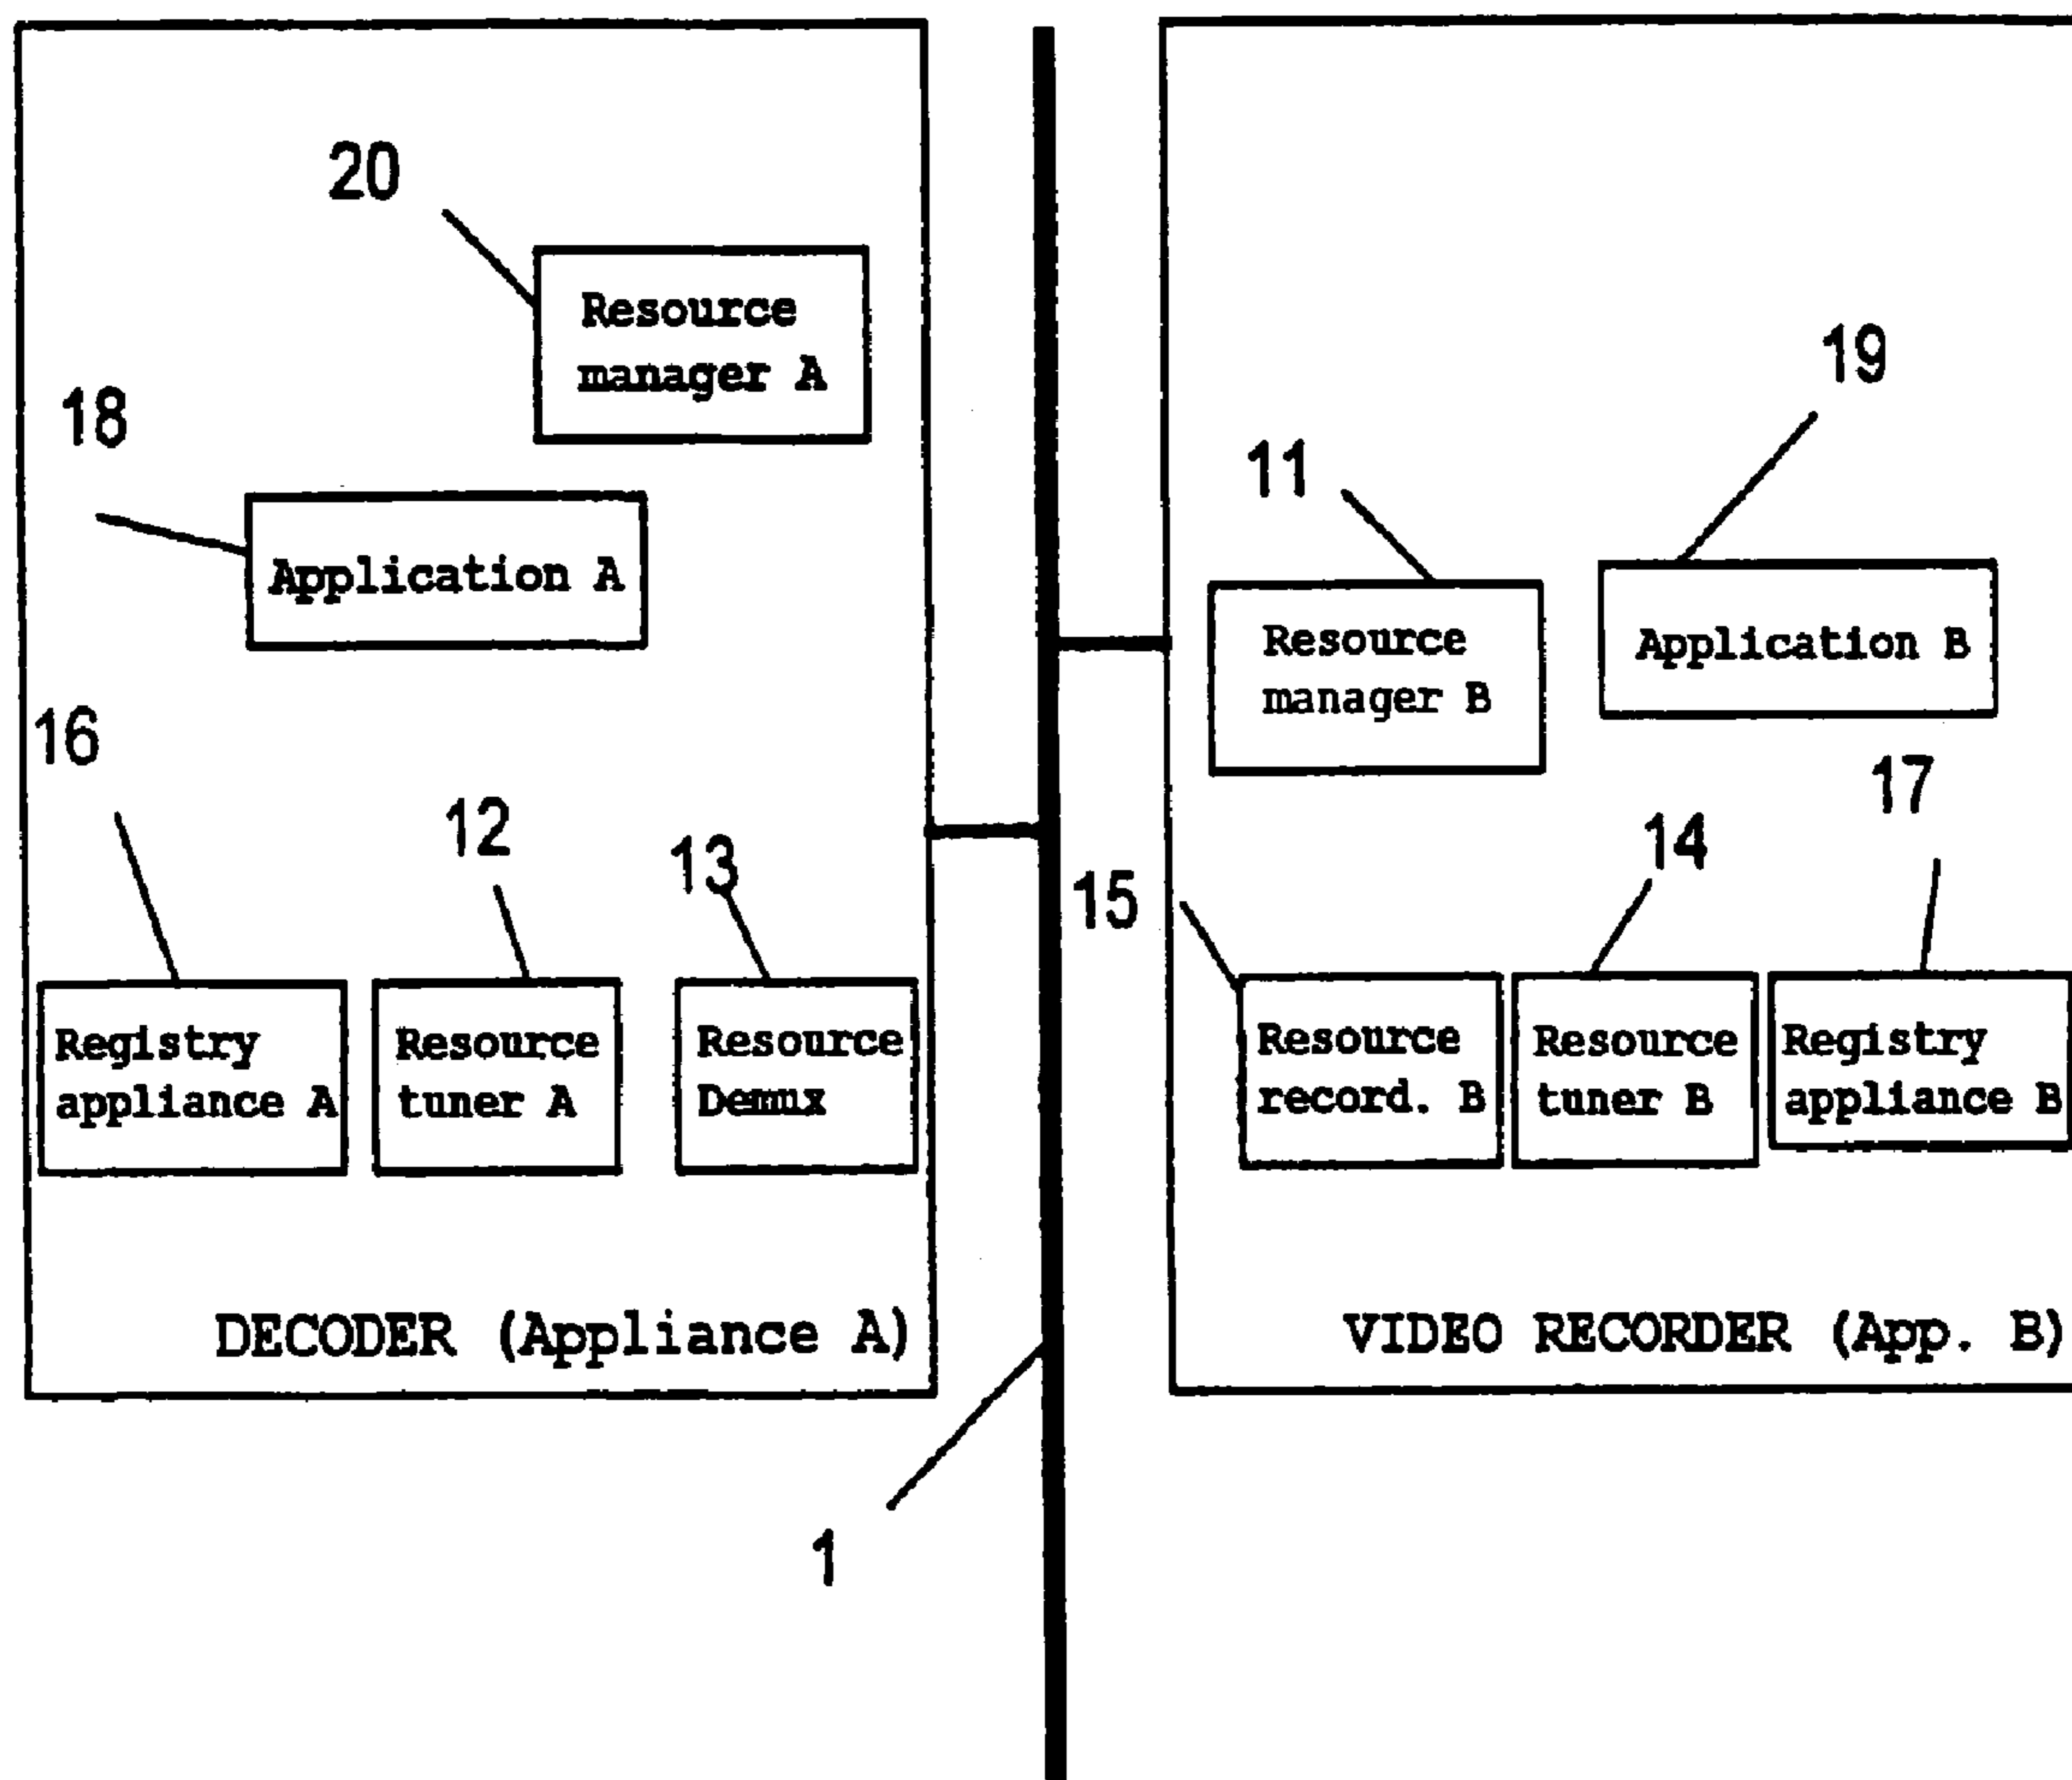 20
Resource
manager A
18
Application A
16
12
13
Registry
appliance A
Resource
tuner A
Resource
Demux
DECODER (Appliance A)
1
19
11
Resource
manager B
Application B
17
14
15
Resource
record. B
Resource
tuner B
Registry
appliance B
VIDEO RECORDER (App. B)